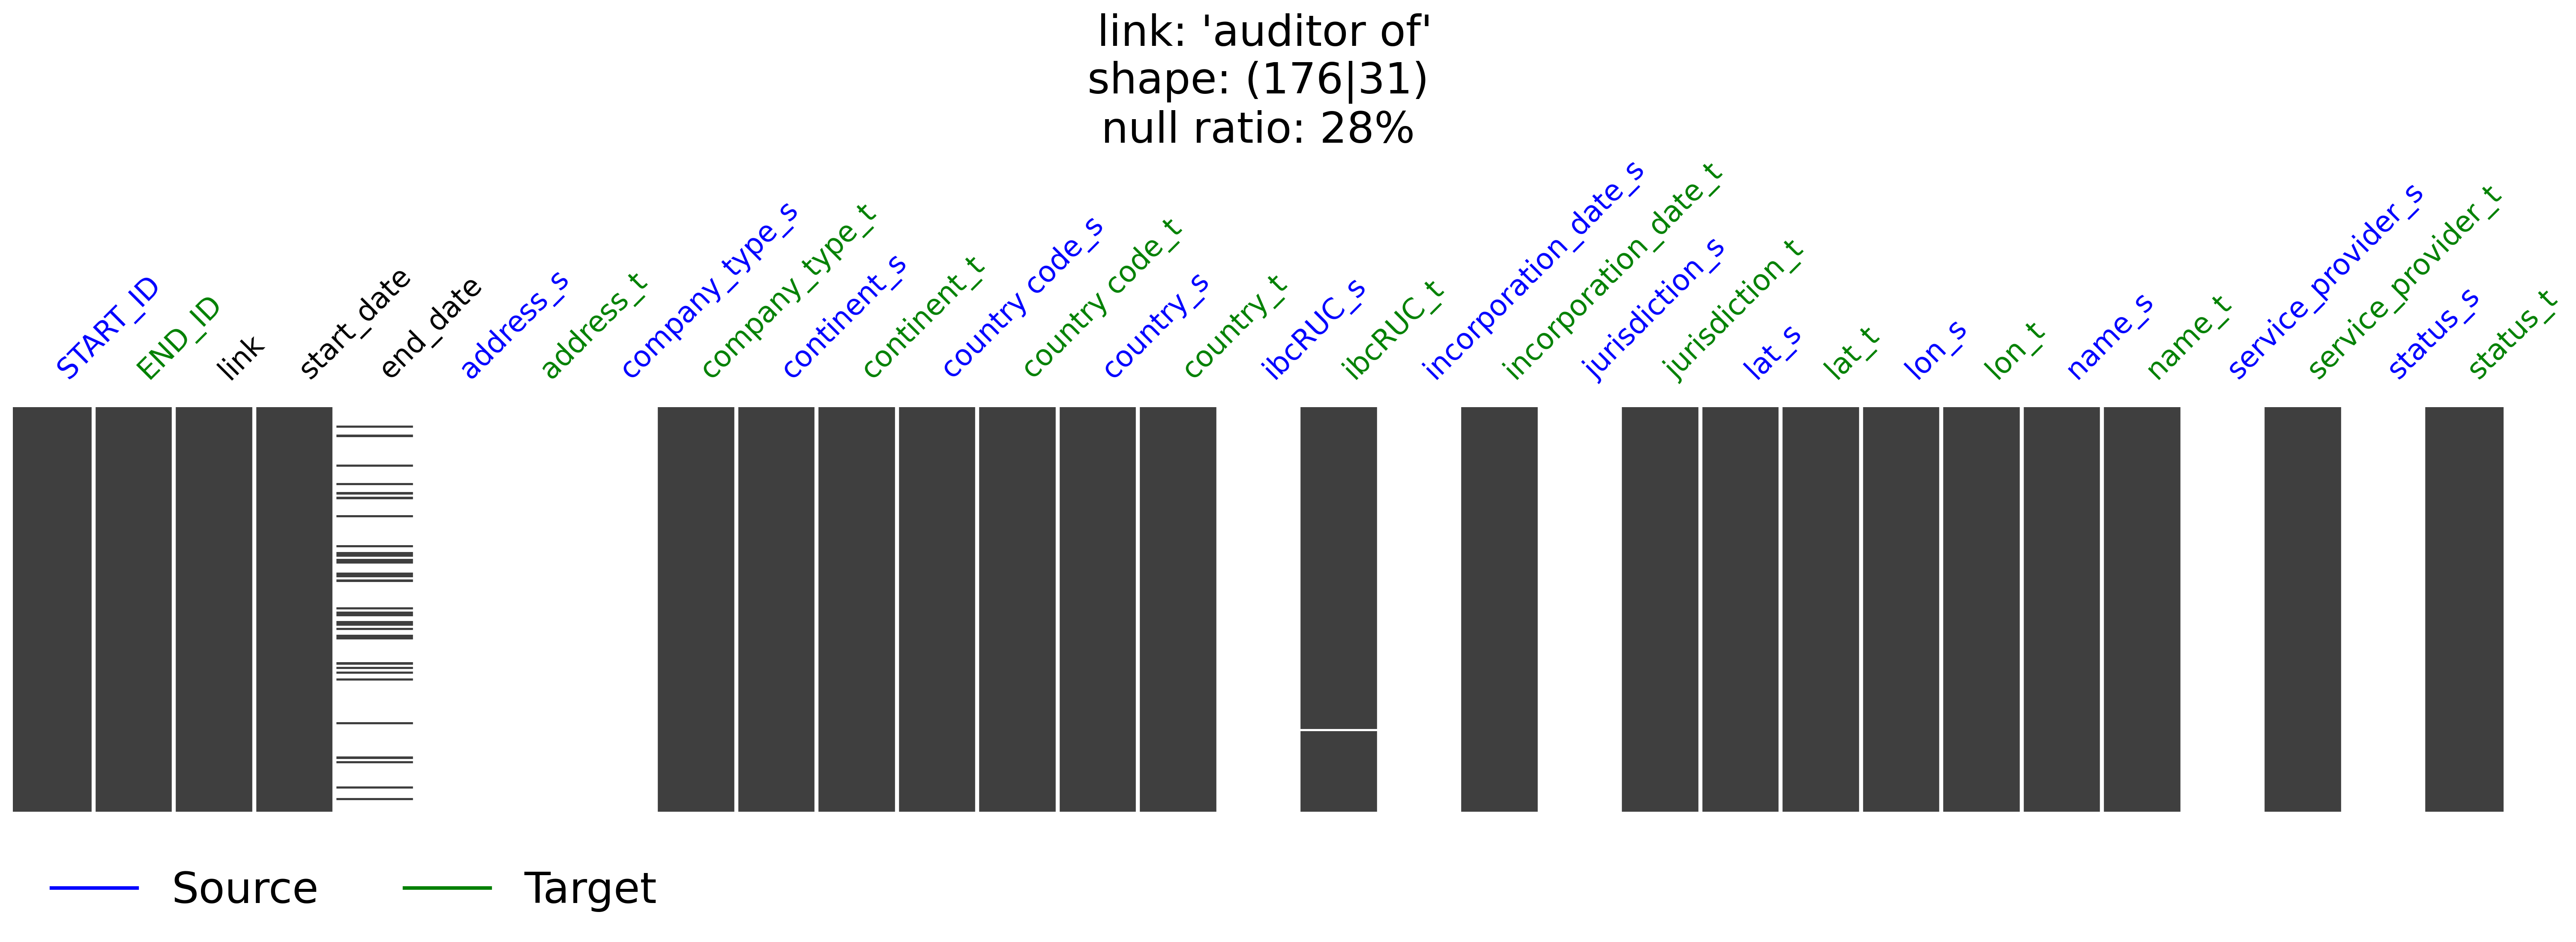 link: 'auditor of'
shape: (176|31)
null ratio: 28%
START_ID
END_ID
link
start_date
end_date
address_s
address_t
company_type_s
company_type_t
continent_s
continent_t
country code_s
country code_t
country_s
country_t
ibcRUC_s
ibcRUC_t
incorporation_date_s
incorporation_date_t
jurisdiction_s
jurisdiction_t
lat_s
lat_t
lon_s
lon_t
name_s
name_t
service_provider_s
service_provider_t
status_s
status_t
Source
Target